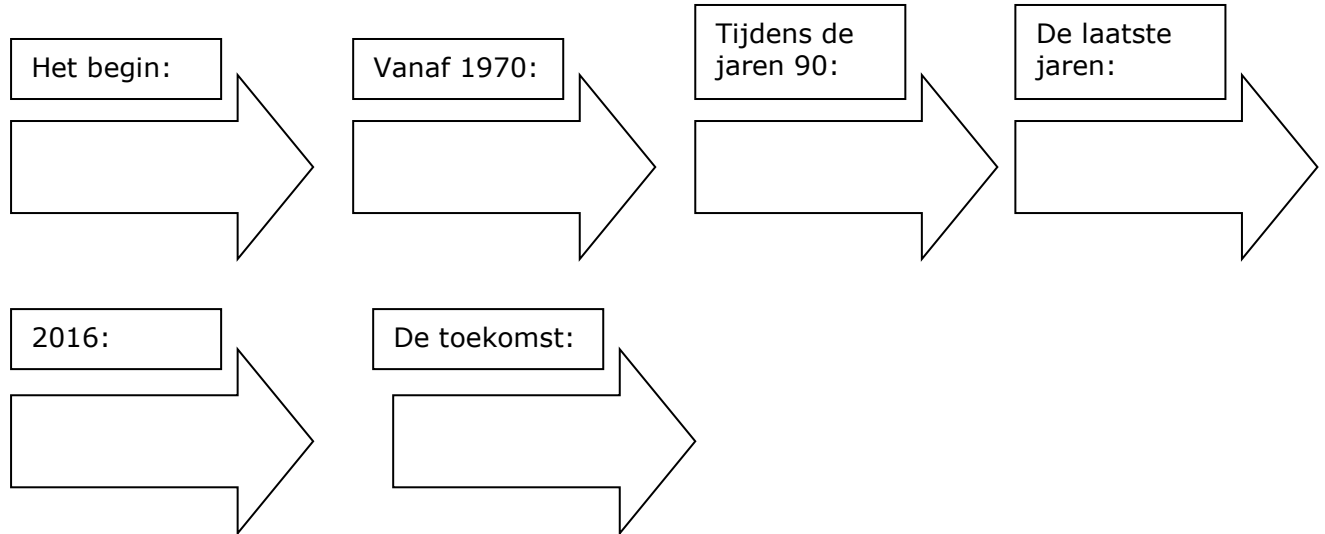 Het begin:
Vanaf 1970:
Tijdens de
jaren 90:
De laatste
jaren:
2016:
De toekomst: